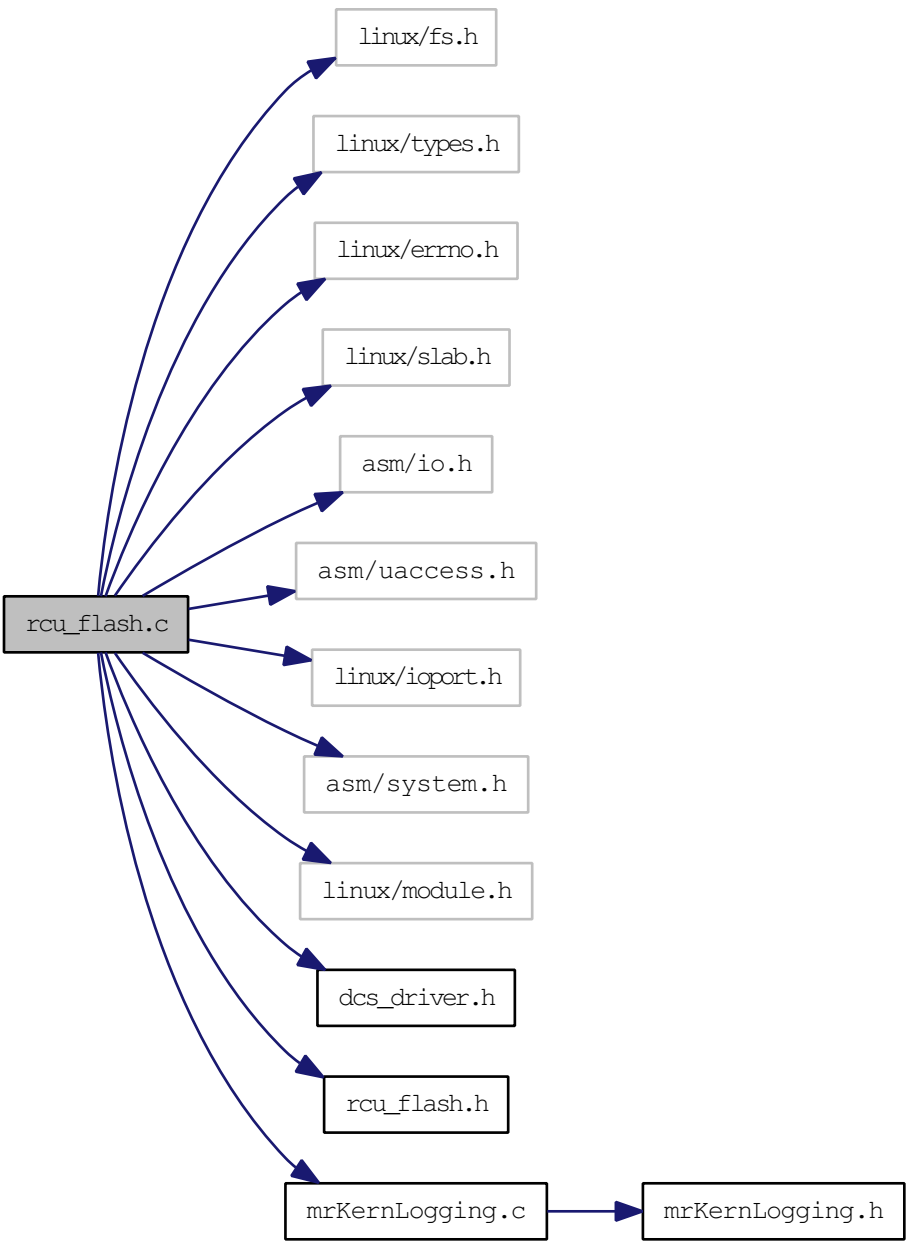 linux/fs.h
linux/types.h
linux/errno.h
linux/slab.h
asm/io.h
asm/uaccess.h
rcu_flash.c
linux/ioport.h
asm/system.h
linux/module.h
dcs_driver.h
rcu_flash.h
mrKernLogging.c
mrKernLogging.h